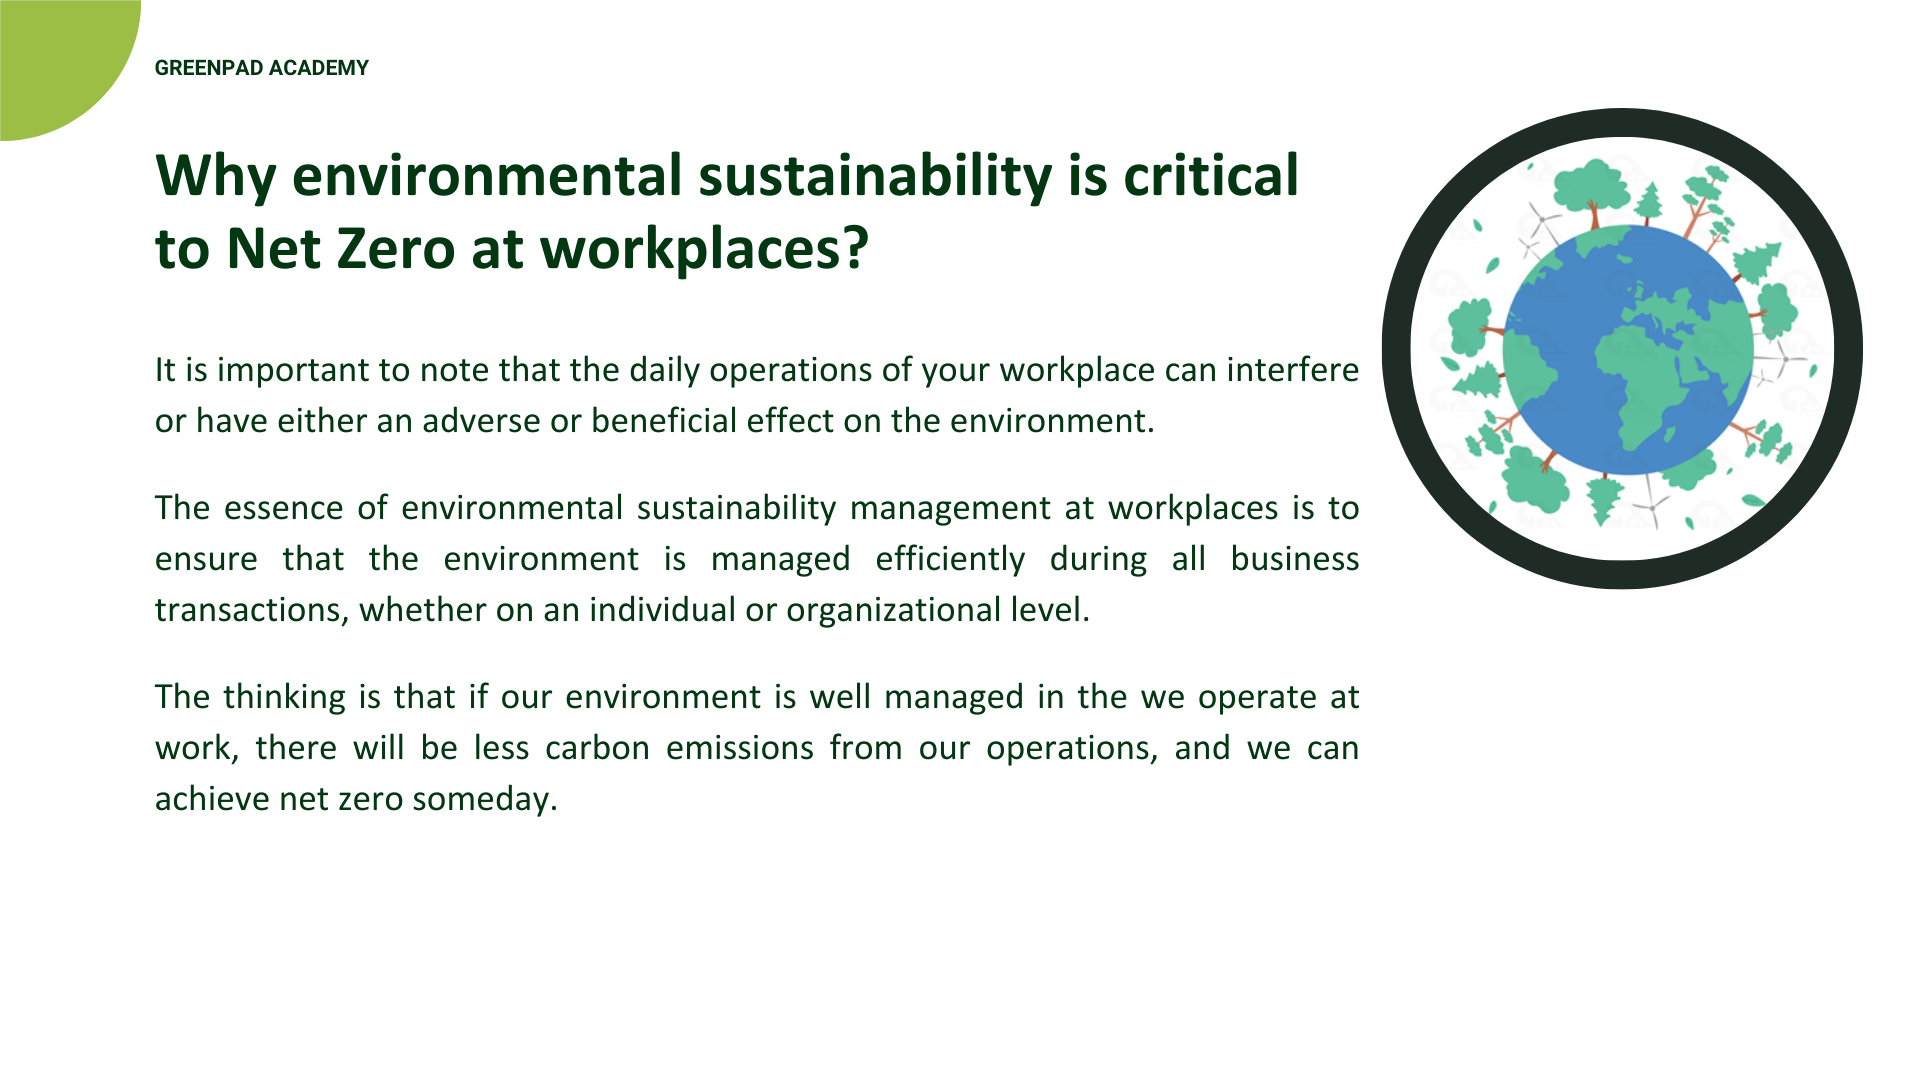 GREENPAD ACADEMY
Why environmental sustainability is critical
to Net Zero at workplaces?
It is important to note that the daily operations of your workplace can interfere
or have either an adverse or beneficial effect on the environment.
The essence of environmental sustainability management at workplaces is to
ensure that the environment is managed efficiently during all business
transactions, whether on an individual or organizational level.
The thinking is that if our environment is well managed in the we operate at
work, there will be less carbon emissions from our operations, and we can
achieve net zero someday.